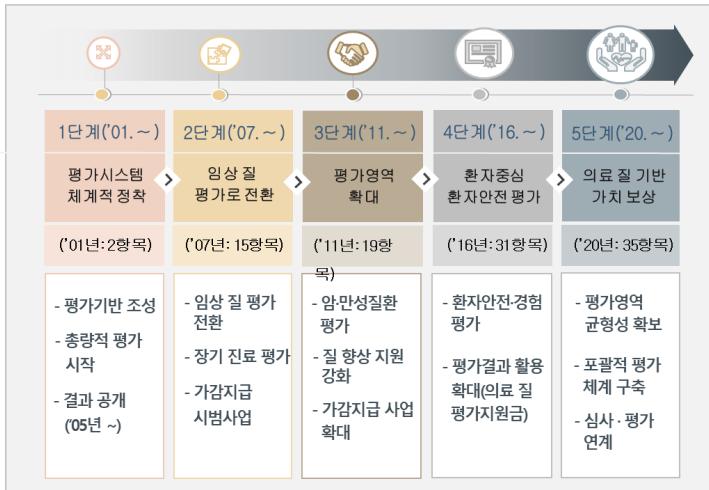 1단계('01.~)
평가시스템
체계적 정착
('01년:2항목)
- 평가기반 조성
- 총량적 평가
시작
- 결과 공개
('05년 ~)
2단계('07.~)
임상 질
평가로 전환
('07년: 15항목)
- 임상 질 평가
전환
- 장기 진료 평가
- 가감지급
시범사업
3단계('11.~)
평가영역
확대
('11년:19항
목)
- 암·만성질환
평가
- 질 향상 지원
강화
- 가감지급 사업
확대
4단계('16.~)
환자중심
환자안전 평가
('16년:31항목)
- 환자안전·경험
평가
- 평가결과 활용
확대(의료 질
평가지원금)
5단계('20.~)
의료 질 기반
가치 보상
('20년:35항목)
- 평가영역
균형성 확보
- 포괄적 평가
체계 구축
- 심사 · 평가
연계